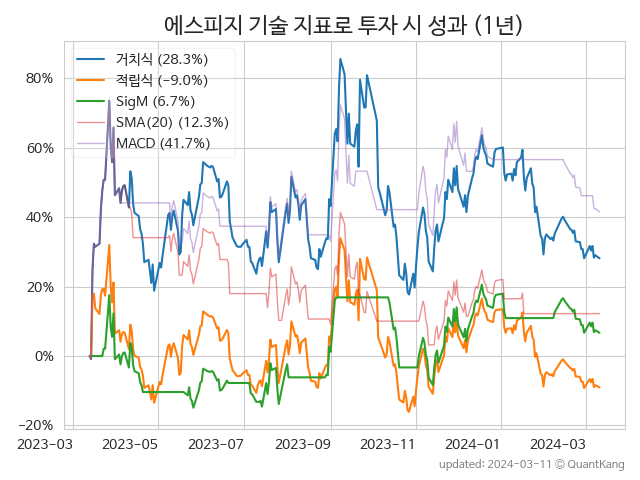 에스피지 기술 지표로 투자 시 성과 (1년)
거치식 (28.3%)
적립식 (−9.0%)
SigM (6.7%)
SMA(20) (12.3%)
MACD (41.7%)
80%
60%
40%
20%
0%
−20%
2023-03
2023-05
2023-07
2023-09
2023-11
2024-01
2024-03
updated: 2024-03-11 © QuantKang